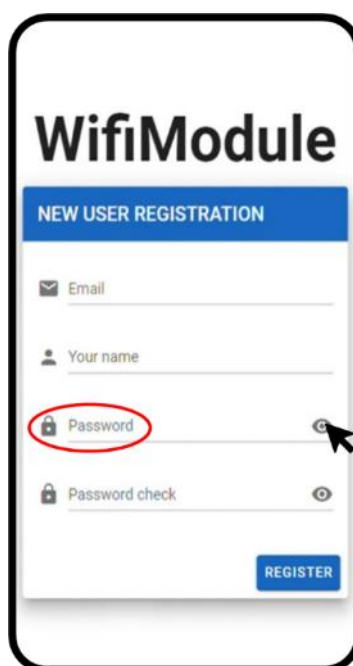 WifiModule
NEW USER REGISTRATION
Email
Your name
Password
Password check
REGISTER